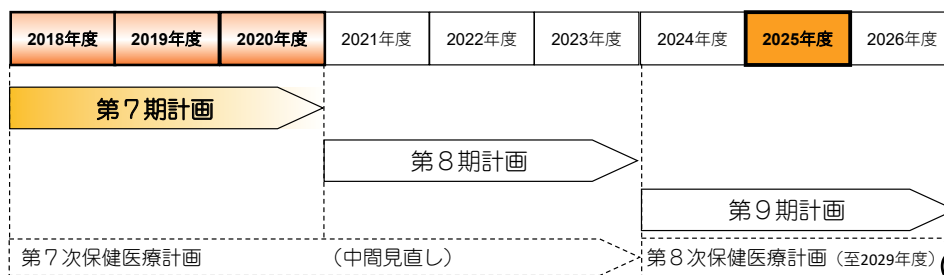 2018年度 2019年度 2020年度 2021年度 2022年度 2023年度 2024年度 2025年度 2026年度
第７期計画
第８期計画
第９期計画
第７次保健医療計画 （中間見直し） 第８次保健医療計画（至2029年度）